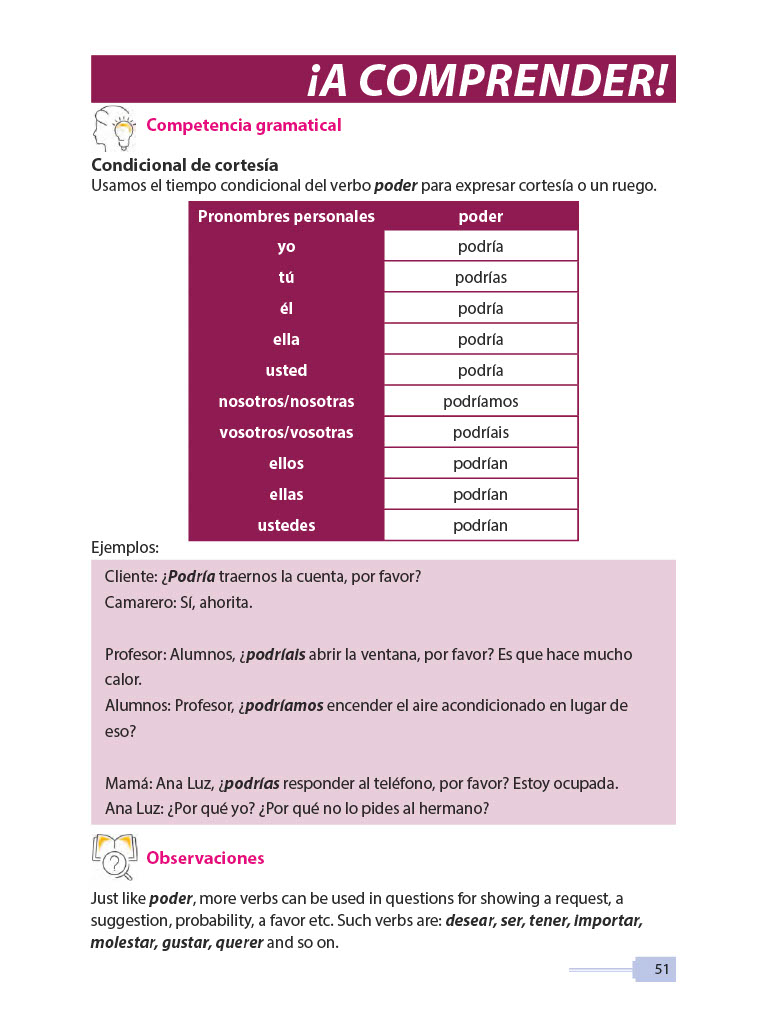 ¡A COMPRENDER!
Competencia gramatical
Condicional de cortesía
Usamos el tiempo condicional del verbo poder para expresar cortesía o un ruego.
Pronombres personales poder
yo podría
tú podrías
él podría
ella podría
usted podría
nosotros/nosotras podríamos
vosotros/vosotras podríais
ellos podrían
ellas podrían
ustedes podrían
Ejemplos:
Cliente: ¿Podría traernos la cuenta, por favor?
Camarero: Sí, ahorita.
Profesor: Alumnos, ¿podríais abrir la ventana, por favor? Es que hace mucho
calor.
Alumnos: Profesor, ¿podríamos encender el aire acondicionado en lugar de
eso?
Mamá: Ana Luz, ¿podrías responder al teléfono, por favor? Estoy ocupada.
Ana Luz: ¿Por qué yo? ¿Por qué no lo pides al hermano?
Observaciones
Just like poder, more verbs can be used in questions for showing a request, a
suggestion, probability, a favor etc. Such verbs are: desear, ser, tener, importar,
molestar, gustar, querer and so on.
51